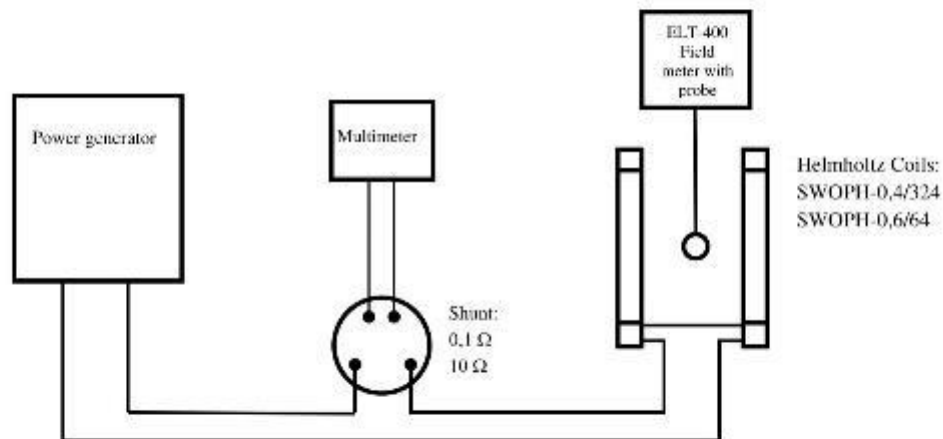 Power generator
Multimeter
ELT-400
Field
meter with
probe
Helmholtz Coils:
SWOPH-0,4/324
SWOPH-0,6/64
Shunt:
0,1 Ω
10 Ω